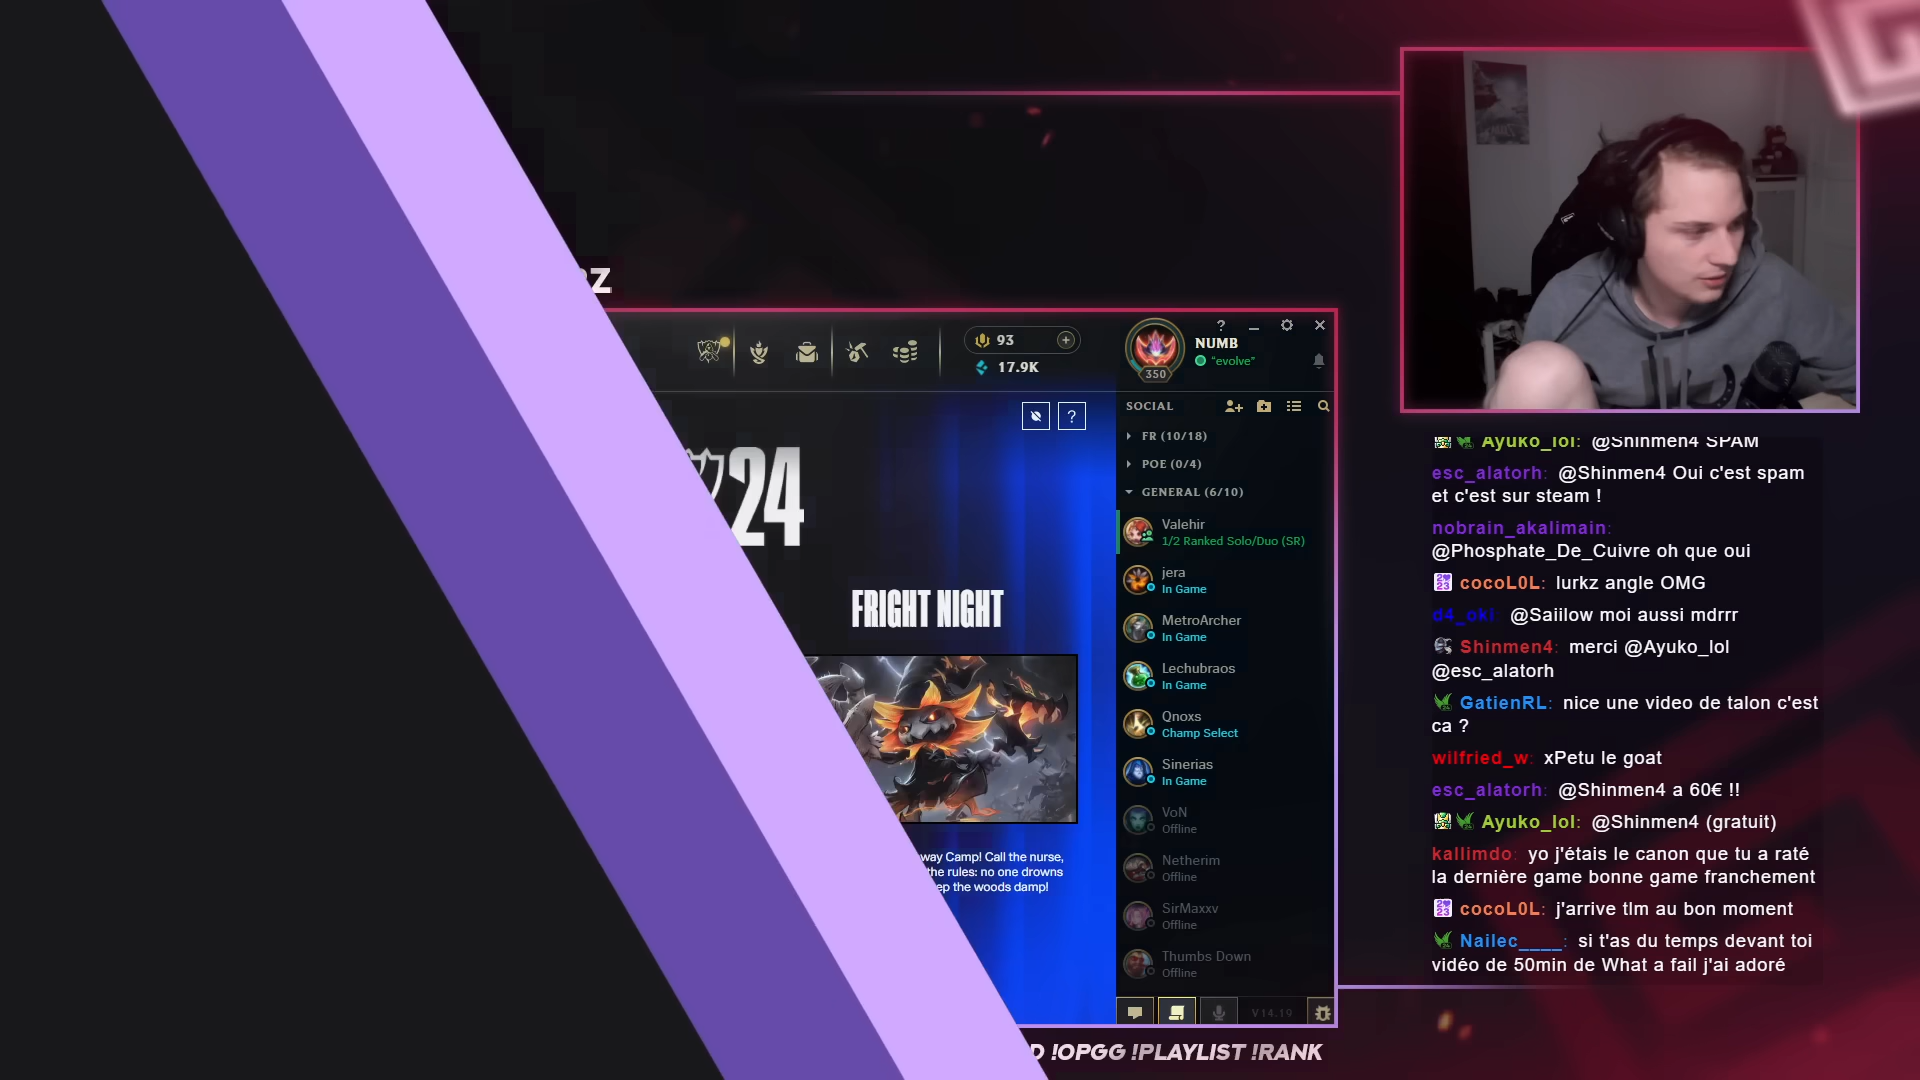 Z
93
17.9K
350
NUMB
"evolve"
?
?
24
FRIGHT NIGHT
way Camp! Call the nurse,
the rules: no one drowns
ep the woods damp!
SOCIAL
FR (10/18)
POE (0/4)
GENERAL (6/10)
Valehir
1/2 Ranked Solo/Duo (SR)
jera
In Game
MetroArcher
In Game
Lechubraos
In Game
Qnoxs
Champ Select
Sinerias
In Game
VoN
Offline
Netherim
Offline
SirMaxxv
Offline
Thumbs Down
Offline
V14.19
D !OPGG !PLAYLIST !RANK
Ayuko_lol: @Shinmen4 SPAM
esc_alatorh: @Shinmen4 Oui c'est spam
et c'est sur steam !
nobrain_akalimain:
@Phosphate_De_Cuivre oh que oui
cocoL0L: lurkz angle OMG
d4_oki: @Saiilow moi aussi mdrrr
Shinmen4: merci @Ayuko_lol
@esc_alatorh
GatienRL: nice une video de talon c'est
ca ?
wilfried_w: xPetu le goat
esc_alatorh: @Shinmen4 a 60€ !!
Ayuko_lol: @Shinmen4 (gratuit)
kallimdo: yo j'étais le canon que tu a raté
la dernière game bonne game franchement
cocoL0L: j'arrive tlm au bon moment
Nailec____: si t'as du temps devant toi
vidéo de 50min de What a fail j'ai adoré